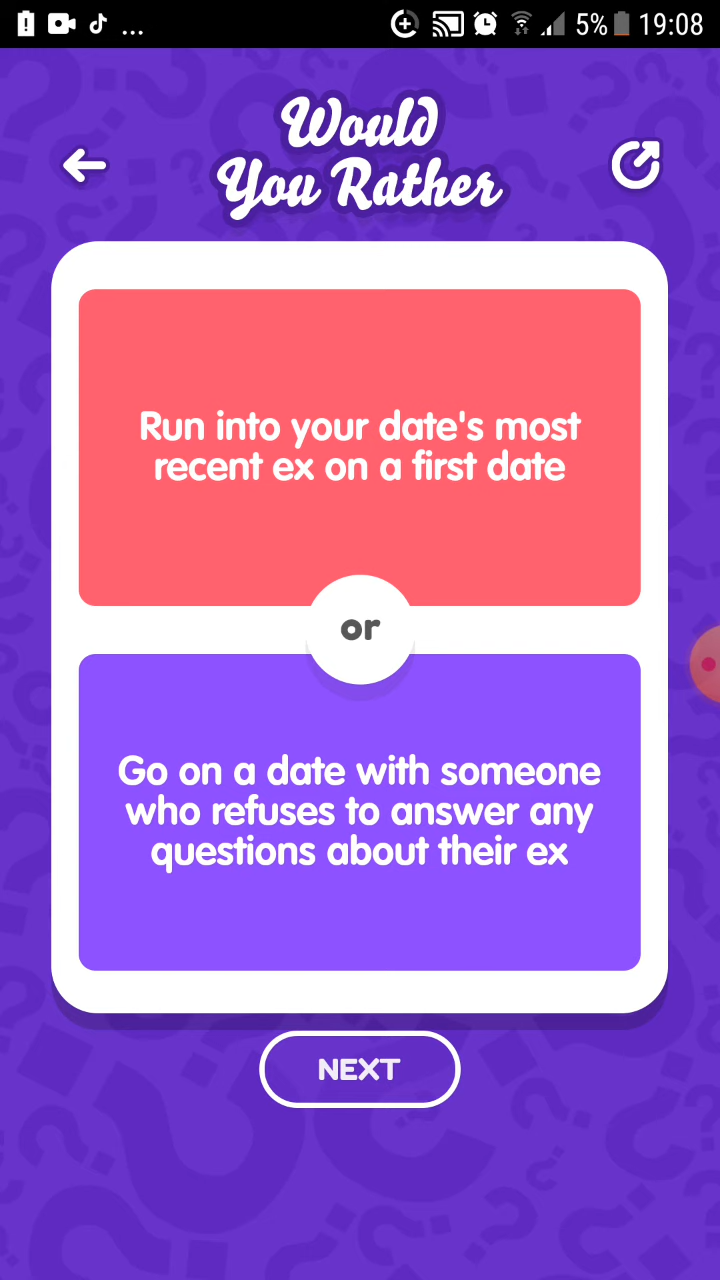 ... 5% 19:08
Would
You Rather
Run into your date's most
recent ex on a first date
or
Go on a date with someone
who refuses to answer any
questions about their ex
NEXT